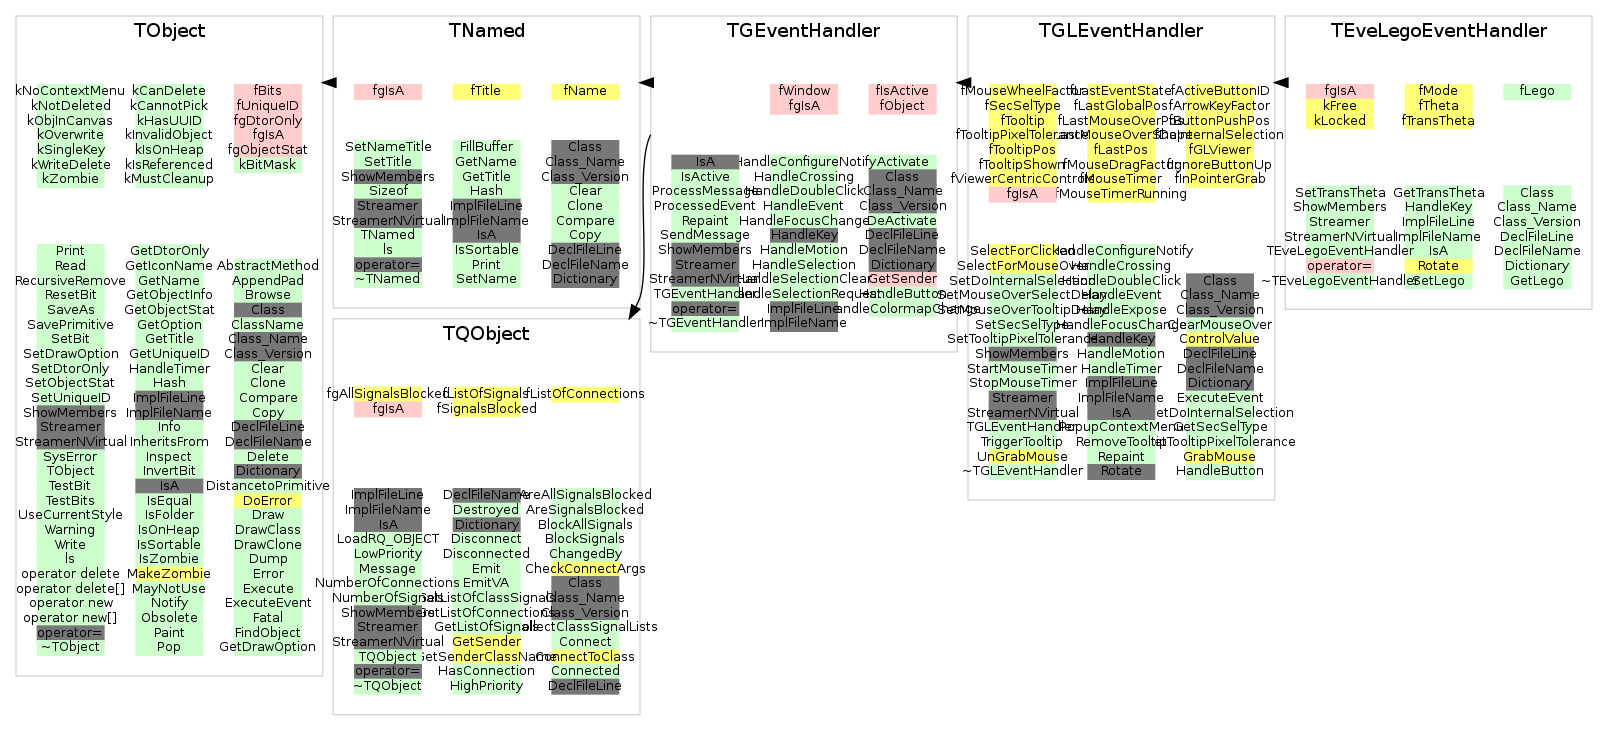 TObject
kNoContextMenu kCanDelete fBits
kNotDeleted kCannotPick fUniqueID
kObjInCanvas kHasUUID fgDtorOnly
kOverwrite kInvalidObject fgIsA
kSingleKey kIsOnHeap fgObjectStat
kWriteDelete kIsReferenced kBitMask
kZombie kMustCleanup
Print GetDtorOnly
Read GetIconName AbstractMethod
RecursiveRemove GetName AppendPad
ResetBit GetObjectInfo Browse
SaveAs GetObjectStat Class
SavePrimitive GetOption ClassName
SetBit GetTitle Class_Name
SetDrawOption GetUniqueID Class_Version
SetDtorOnly HandleTimer Clear
SetObjectStat Hash Clone
SetUniqueID ImplFileLine Compare
ShowMembers ImplFileName Copy
Streamer Info DeclFileLine
StreamerNVirtual InheritsFrom DeclFileName
SysError Inspect Delete
TObject InvertBit Dictionary
TestBit IsA DistancetoPrimitive
TestBits IsEqual DoError
UseCurrentStyle IsFolder Draw
Warning IsOnHeap DrawClass
Write IsSortable DrawClone
ls IsZombie Dump
operator delete MakeZombie Error
operator delete[] MayNotUse Execute
operator new Notify ExecuteEvent
operator new[] Obsolete Fatal
operator= Paint FindObject
~TObject Pop GetDrawOption
TNamed
fgIsA fTitle fName
SetNameTitle FillBuffer Class
SetTitle GetName Class_Name
ShowMembers GetTitle Class_Version
Sizeof Hash Clear
Streamer ImplFileLine Clone
StreamerNVirtual ImplFileName Compare
TNamed IsA Copy
ls IsSortable DeclFileLine
operator= Print DeclFileName
~TNamed SetName Dictionary
TQObject
fgAllSignalsBlocked fListOfSignals fListOfConnections
fgIsA fSignalsBlocked
ImplFileLine DeclFileName AreAllSignalsBlocked
ImplFileName Destroyed AreSignalsBlocked
IsA Dictionary BlockAllSignals
LoadRQ_OBJECT Disconnect BlockSignals
LowPriority Disconnected ChangedBy
Message Emit CheckConnectArgs
NumberOfConnections EmitVA Class
NumberOfSignals GetListOfClassSignals Class_Name
ShowMembers GetListOfConnections Class_Version
Streamer GetListOfSignals CollectClassSignalLists
StreamerNVirtual GetSender Connect
TQObject GetSenderClassName ConnectToClass
operator= HasConnection Connected
~TQObject HighPriority DeclFileLine
TGEventHandler
fWindow fIsActive
fgIsA fObject
IsA HandleConfigureNotify Activate
IsActive HandleCrossing Class
ProcessMessage HandleDoubleClick Class_Name
ProcessedEvent HandleEvent Class_Version
Repaint HandleFocusChange DeActivate
SendMessage HandleKey DeclFileLine
ShowMembers HandleMotion DeclFileName
Streamer HandleSelection Dictionary
StreamerNVirtual HandleSelectionClear GetSender
TGEventHandler HandleSelectionRequest HandleButton
operator= ImplFileLine HandleColormapChange
~TGEventHandler ImplFileName
TGLEventHandler
fMouseWheelFactor fLastEventState fActiveButtonID
fSecSelType fLastGlobalPos fArrowKeyFactor
fTooltip fLastMouseOverPos fButtonPushPos
fTooltipPixelTolerance fLastMouseOverShape fDoInternalSelection
fTooltipPos fLastPos fGLViewer
fTooltipShown fMouseDragFactor fIgnoreButtonUp
fViewerCentricControls fMouseTimer fInPointerGrab
fgIsA fMouseTimerRunning
SelectForClicked HandleConfigureNotify
SelectForMouseOver HandleCrossing
SetDoInternalSelection HandleDoubleClick Class
SetMouseOverSelectDelay HandleEvent Class_Name
SetMouseOverTooltipDelay HandleExpose Class_Version
SetSecSelType HandleFocusChange ClearMouseOver
SetTooltipPixelTolerance HandleKey ControlValue
ShowMembers HandleMotion DeclFileLine
StartMouseTimer HandleTimer DeclFileName
StopMouseTimer ImplFileLine Dictionary
Streamer ImplFileName ExecuteEvent
StreamerNVirtual IsA GetDoInternalSelection
TGLEventHandler PopupContextMenu GetSecSelType
TriggerTooltip RemoveTooltip GetTooltipPixelTolerance
UnGrabMouse Repaint GrabMouse
~TGLEventHandler Rotate HandleButton
TEveLegoEventHandler
fgIsA fMode fLego
kFree fTheta
kLocked fTransTheta
SetTransTheta GetTransTheta Class
ShowMembers HandleKey Class_Name
Streamer ImplFileLine Class_Version
StreamerNVirtual ImplFileName DeclFileLine
TEveLegoEventHandler IsA DeclFileName
operator= Rotate Dictionary
~TEveLegoEventHandler SetLego GetLego